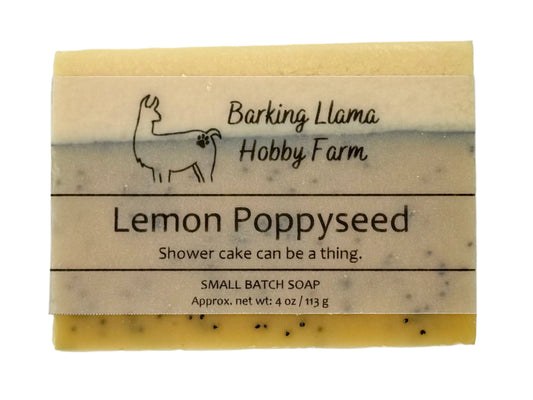 Barking Llama
Hobby Farm
Lemon Poppyseed
Shower cake can be a thing.
SMALL BATCH SOAP
Approx. net wt: 4 oz / 113 g